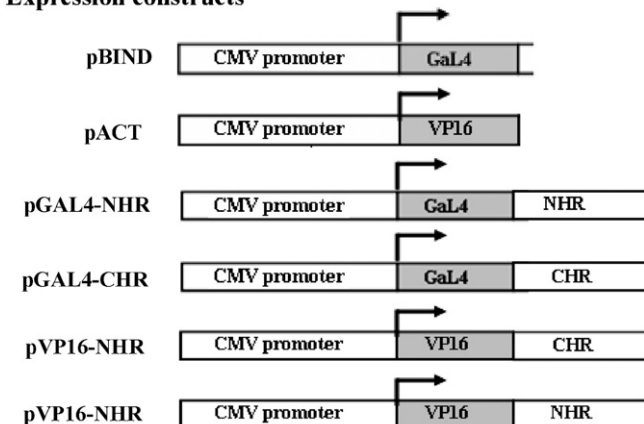 Expression constructs
pBIND CMV promoter GaL4
pACT CMV promoter VP16
pGAL4-NHR CMV promoter GaL4 NHR
pGAL4-CHR CMV promoter GaL4 CHR
pVP16-NHR CMV promoter VP16 CHR
pVP16-NHR CMV promoter VP16 NHR